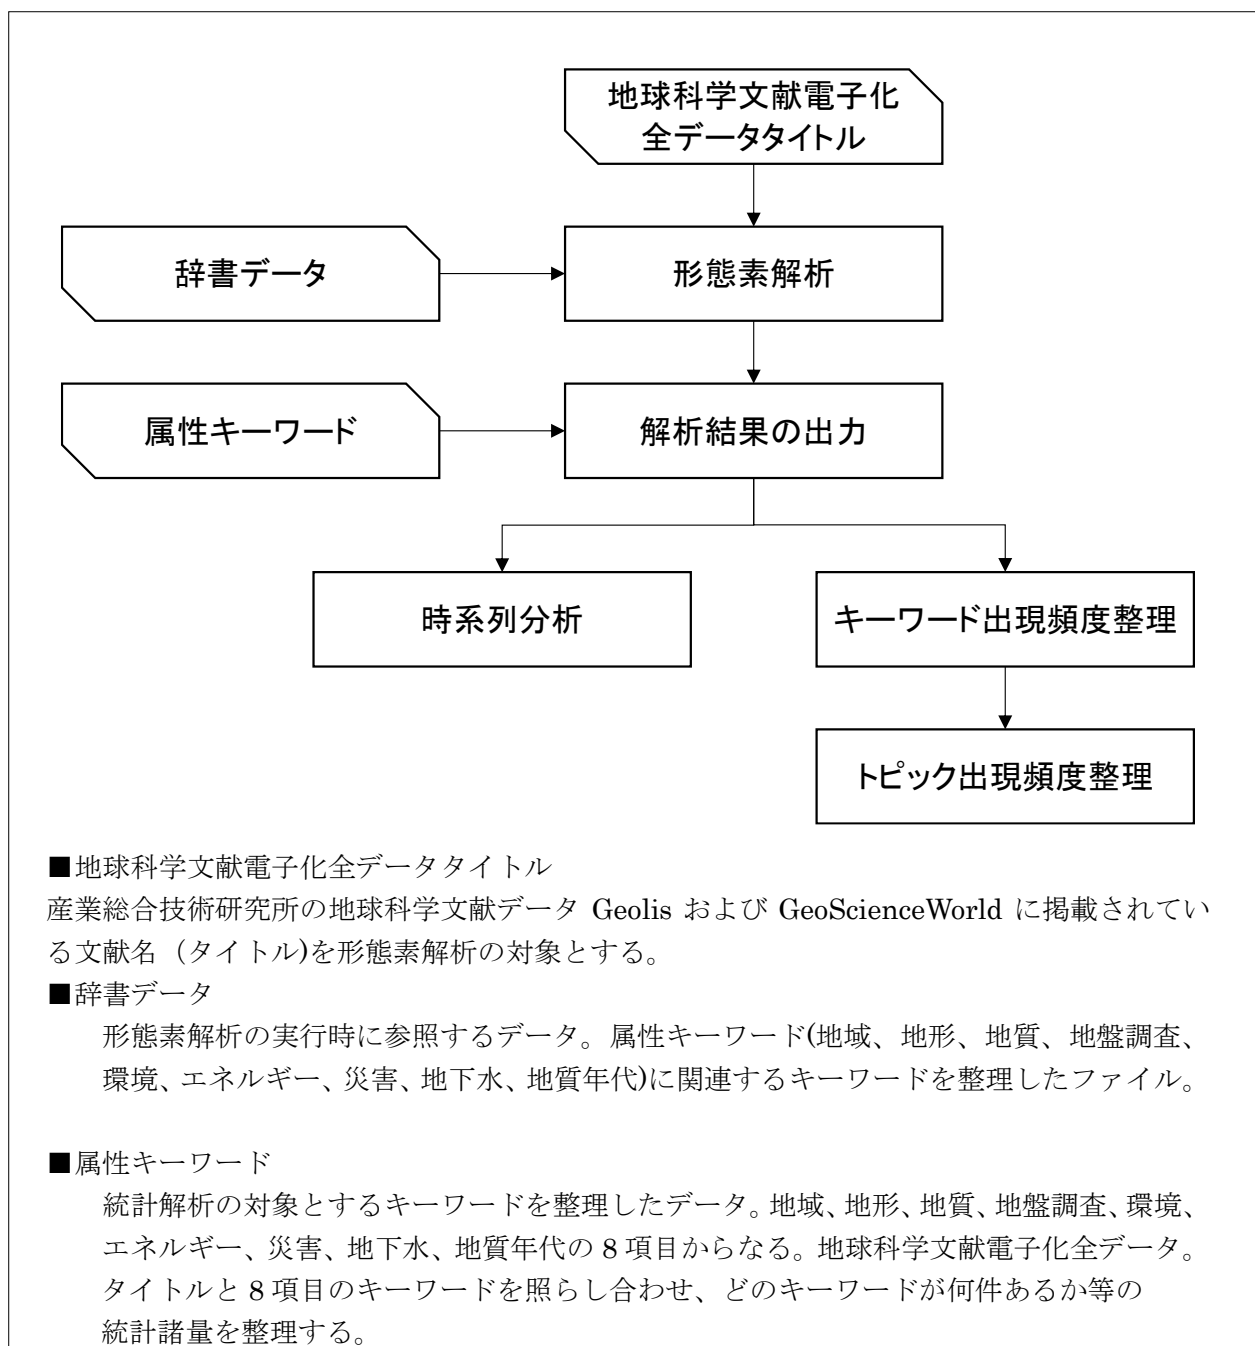 地球科学文献電子化
全データタイトル
辞書データ
形態素解析
属性キーワード
解析結果の出力
時系列分析
キーワード出現頻度整理
トピック出現頻度整理
■地球科学文献電子化全データタイトル
産業総合技術研究所の地球科学文献データ Geolis および GeoScienceWorld に掲載されてい
る文献名（タイトル)を形態素解析の対象とする。
■辞書データ
形態素解析の実行時に参照するデータ。属性キーワード(地域、地形、地質、地盤調査、
環境、エネルギー、災害、地下水、地質年代)に関連するキーワードを整理したファイル。
■属性キーワード
統計解析の対象とするキーワードを整理したデータ。地域、地形、地質、地盤調査、環境、
エネルギー、災害、地下水、地質年代の 8 項目からなる。地球科学文献電子化全データ。
タイトルと 8 項目のキーワードを照らし合わせ、どのキーワードが何件あるか等の
統計諸量を整理する。